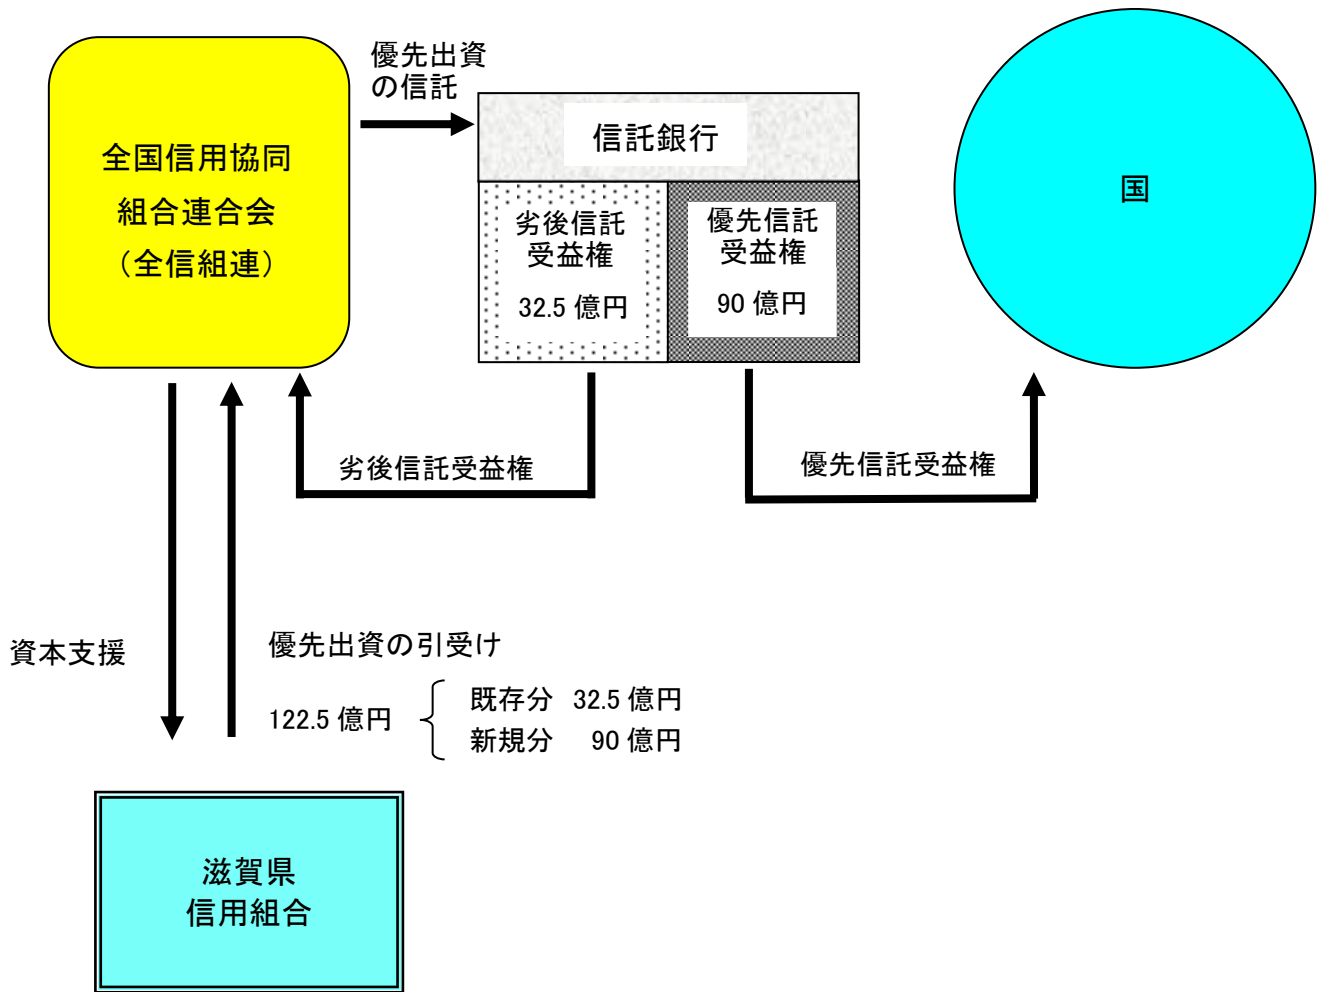 全国信用協同
組合連合会
（全信組連）
優先出資
の信託
信託銀行
劣後信託
受益権
32.5 億円
優先信託
受益権
90 億円
国
劣後信託受益権
優先信託受益権
資本支援
優先出資の引受け
122.5 億円
既存分 32.5 億円
新規分 90 億円
滋賀県
信用組合